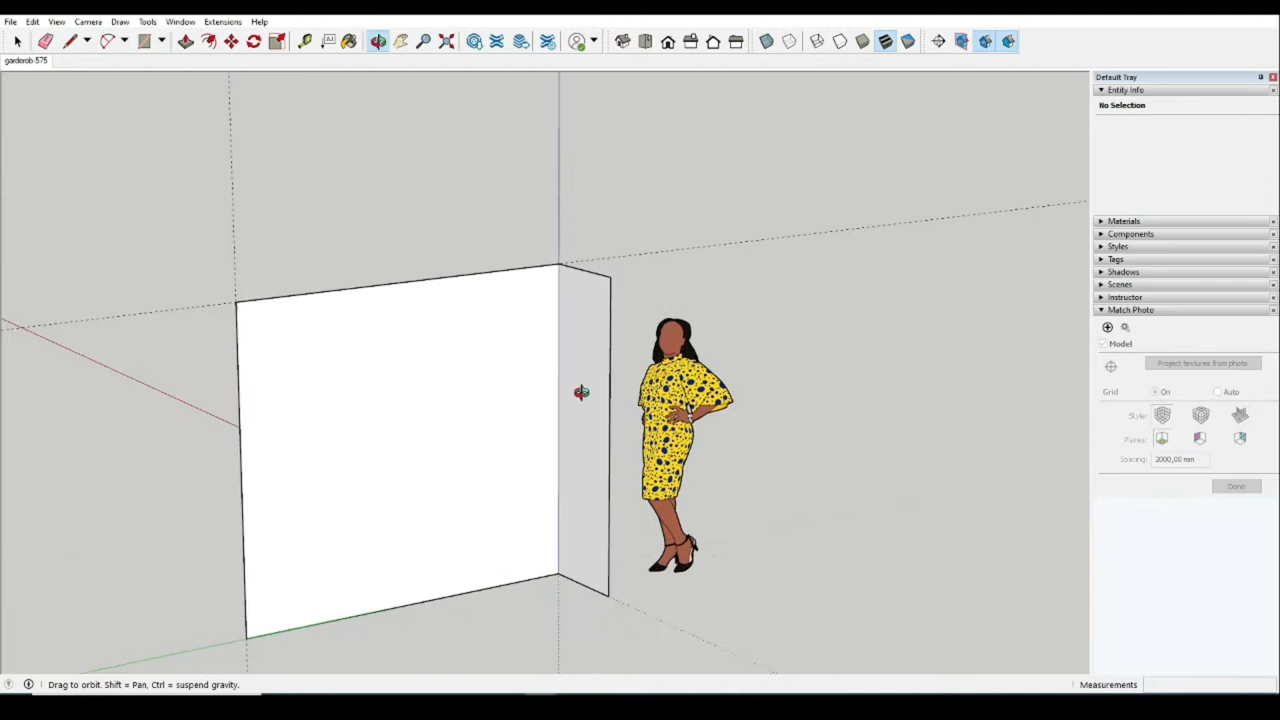 File Edit View Camera Draw Tools Window Extensions Help
garderob-575
Default Tray
Entity Info
No Selection
Materials
Components
Styles
Tags
Shadows
Scenes
Instructor
Match Photo
Model
Project textures from photo
Grid On Auto
Style:
Planes:
Spacing: 2000,00 mm
Done
Drag to orbit. Shift = Pan, Ctrl = suspend gravity.
Measurements